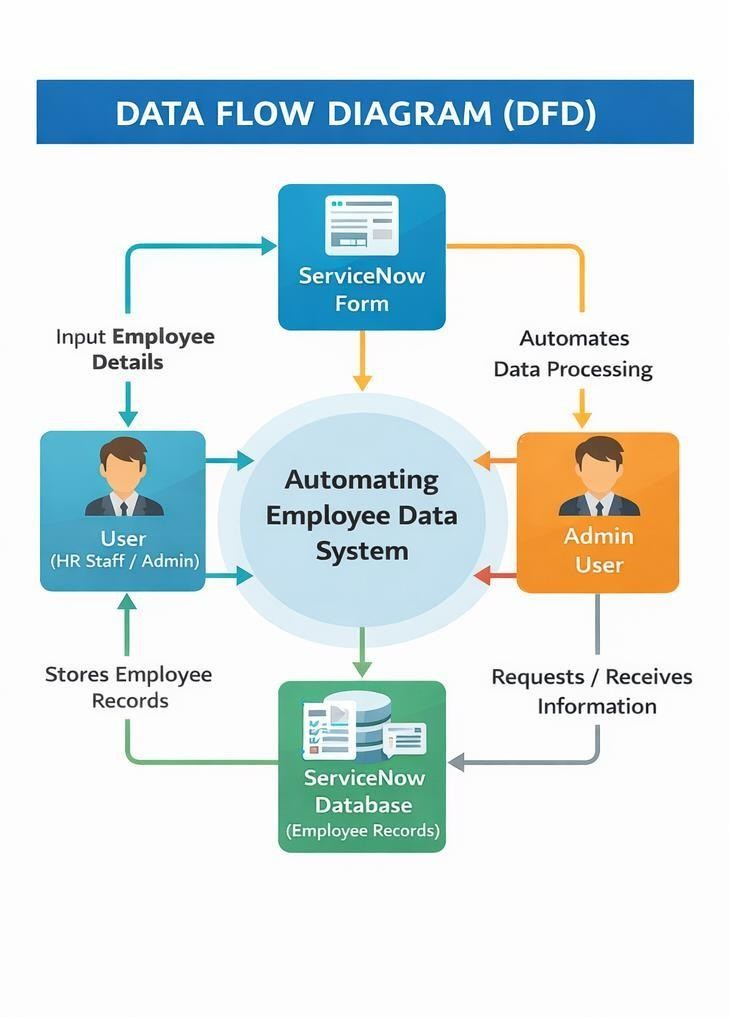 DATA FLOW DIAGRAM (DFD)
ServiceNow
Form
Input Employee
Details
Automates
Data Processing
User
(HR Staff / Admin)
Automating
Employee Data
System
Admin
User
Stores Employee
Records
Requests / Receives
Information
ServiceNow
Database
(Employee Records)